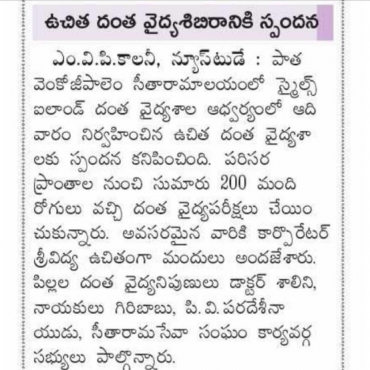 ఉచిత దంత వైద్యశిబిరానికి స్పందన
ఎం.వి.పి.కాలనీ, న్యూస్‌టుడే : పాత
వెంకోజీపాలెం సీతారామాలయంలో స్మైల్స్
ఐలాండ్ దంత వైద్యశాల ఆధ్వర్యంలో ఆది
వారం నిర్వహించిన ఉచిత దంత వైద్యశా
లకు స్పందన కనిపించింది. పరిసర
ప్రాంతాల నుంచి సుమారు 200 మంది
రోగులు వచ్చి దంత వైద్యపరీక్షలు చేయిం
చుకున్నారు. అవసరమైన వారికి కార్పొరేటర్
శ్రీవిద్య ఉచితంగా మందులు అందజేశారు.
పిల్లల దంత వైద్యనిపుణులు డాక్టర్ శాలిని,
నాయకులు గిరిబాబు, పి.వి.పరదేశీనా
యుడు, సీతారామసేవా సంఘం కార్యవర్గ
సభ్యులు పాల్గొన్నారు.